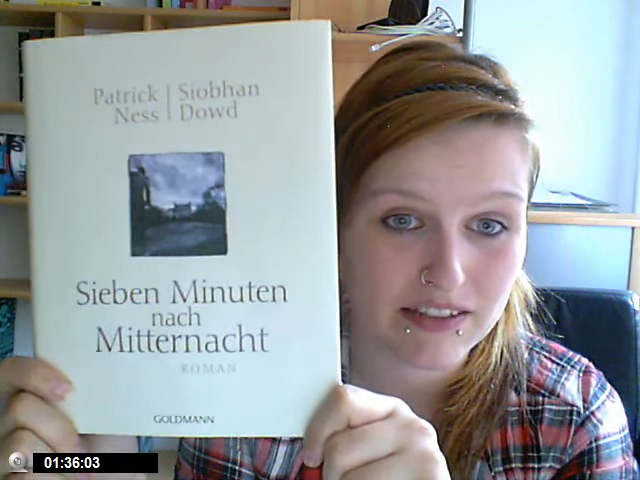 Patrick
Ness
Siobhan
Dowd
Sieben Minuten
nach
Mitternacht
ROMAN
GOLDMANN
01:36:03